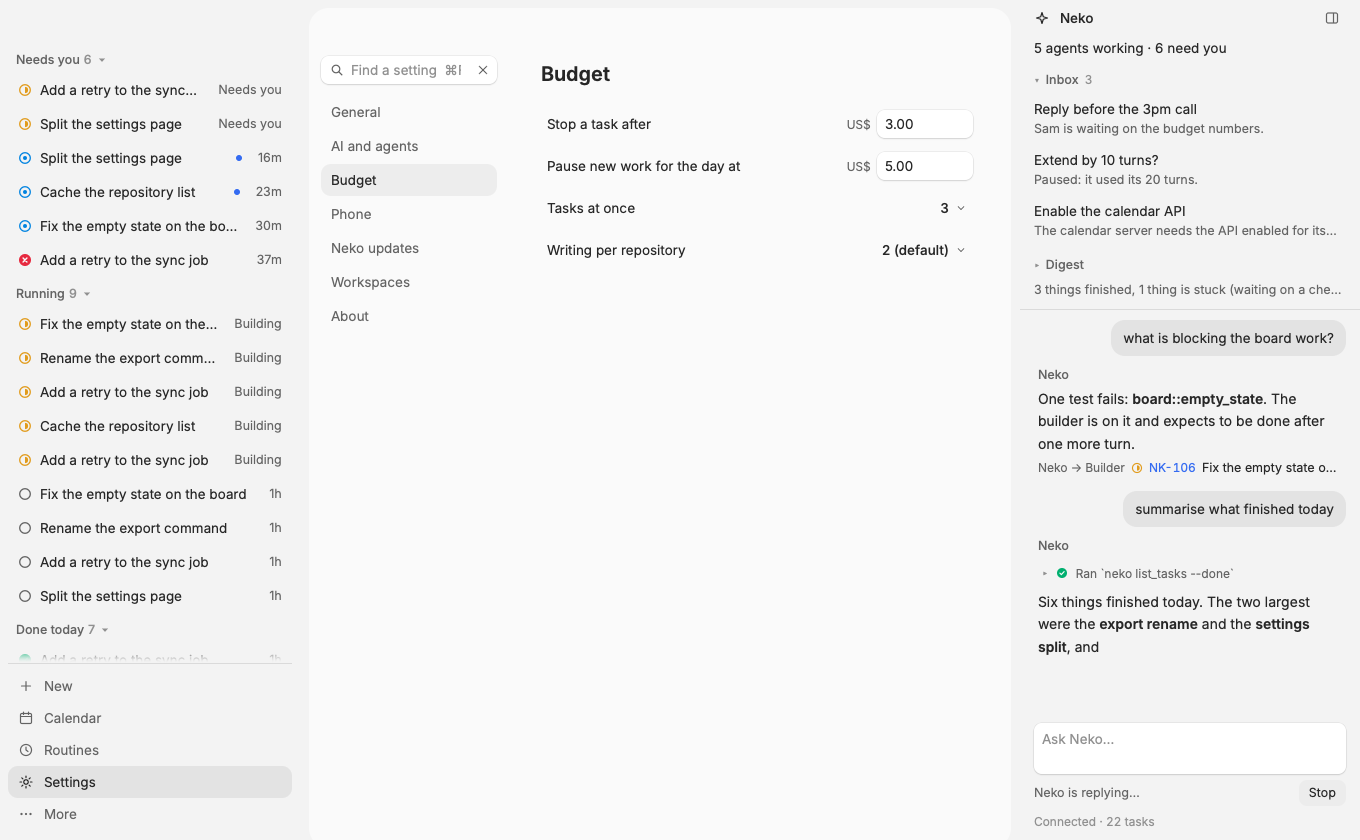 Needs you 6
Add a retry to the sync... Needs you
Split the settings page Needs you
Split the settings page 16m
Cache the repository list 23m
Fix the empty state on the bo... 30m
Add a retry to the sync job 37m
Running 9
Fix the empty state on the... Building
Rename the export comm... Building
Add a retry to the sync job Building
Cache the repository list Building
Add a retry to the sync job Building
Fix the empty state on the board 1h
Rename the export command 1h
Add a retry to the sync job 1h
Split the settings page 1h
Done today 7
Add a retry to the sync job 1h
New
Calendar
Routines
Settings
More
Find a setting ⌘F
General
AI and agents
Budget
Phone
Neko updates
Workspaces
About
Budget
Stop a task after US$ 3.00
Pause new work for the day at US$ 5.00
Tasks at once 3
Writing per repository 2 (default)
Neko
5 agents working · 6 need you
Inbox 3
Reply before the 3pm call
Sam is waiting on the budget numbers.
Extend by 10 turns?
Paused: it used its 20 turns.
Enable the calendar API
The calendar server needs the API enabled for its...
Digest
3 things finished, 1 thing is stuck (waiting on a che...
what is blocking the board work?
Neko
One test fails: board::empty_state. The
builder is on it and expects to be done after
one more turn.
Neko → Builder NK-106 Fix the empty state o...
summarise what finished today
Neko
Ran `neko list_tasks --done`
Six things finished today. The two largest
were the export rename and the settings
split, and
Ask Neko...
Neko is replying... Stop
Connected · 22 tasks